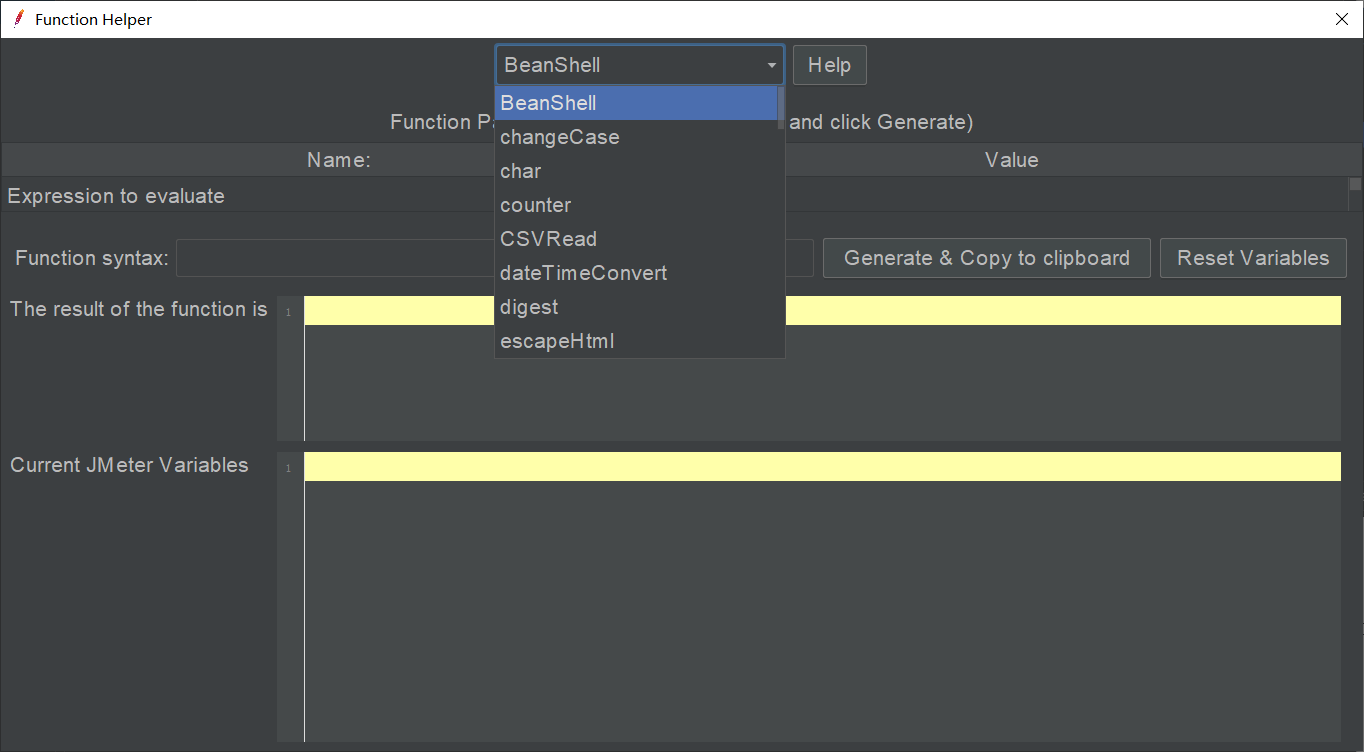 Function Helper
BeanShell
Help
BeanShell
Function P
and click Generate)
changeCase
Name:
Value
char
Expression to evaluate
counter
CSVRead
Function syntax:
Generate & Copy to clipboard
Reset Variables
dateTimeConvert
The result of the function is
1
digest
escapeHtml
Current JMeter Variables
1